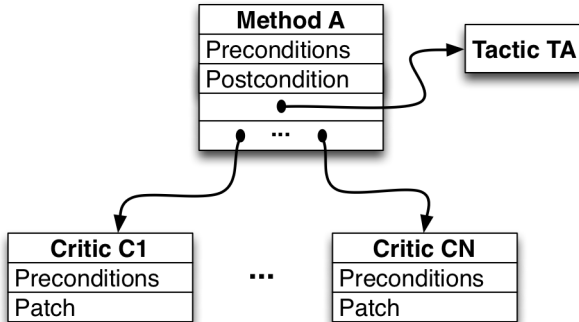 Method A
Preconditions
Postcondition
Tactic TA
...
Critic C1
Preconditions
Patch
...
Critic CN
Preconditions
Patch